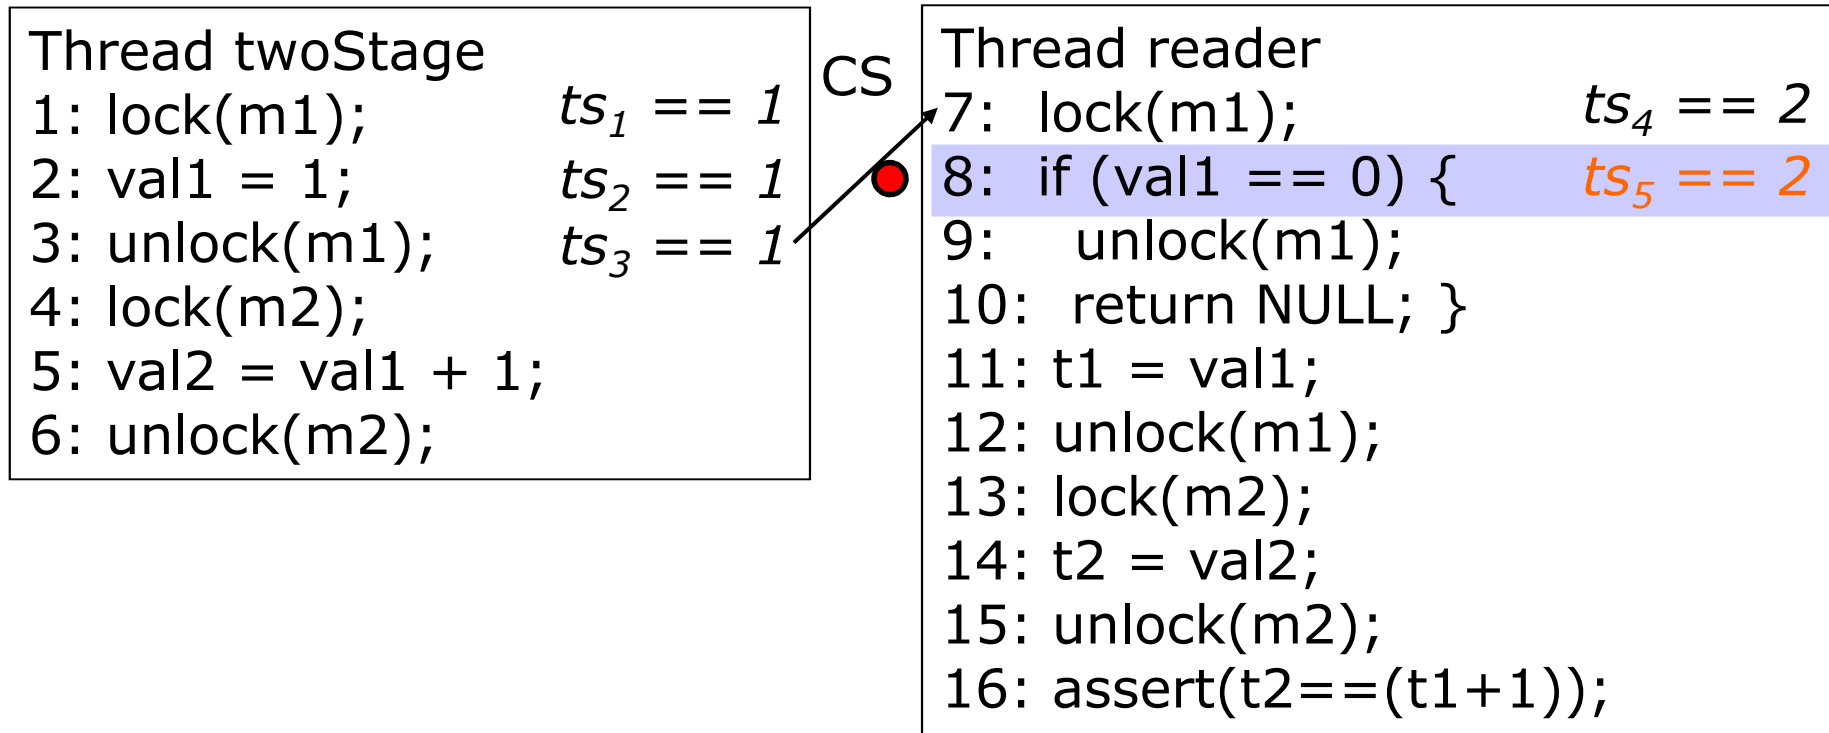 Thread twoStage
1: lock(m1); ts₁ == 1
2: val1 = 1; ts₂ == 1
3: unlock(m1); ts₃ == 1
4: lock(m2);
5: val2 = val1 + 1;
6: unlock(m2);
CS
Thread reader
7: lock(m1); ts₄ == 2
8: if (val1 == 0) { ts₅ == 2
9: unlock(m1);
10: return NULL; }
11: t1 = val1;
12: unlock(m1);
13: lock(m2);
14: t2 = val2;
15: unlock(m2);
16: assert(t2==(t1+1));